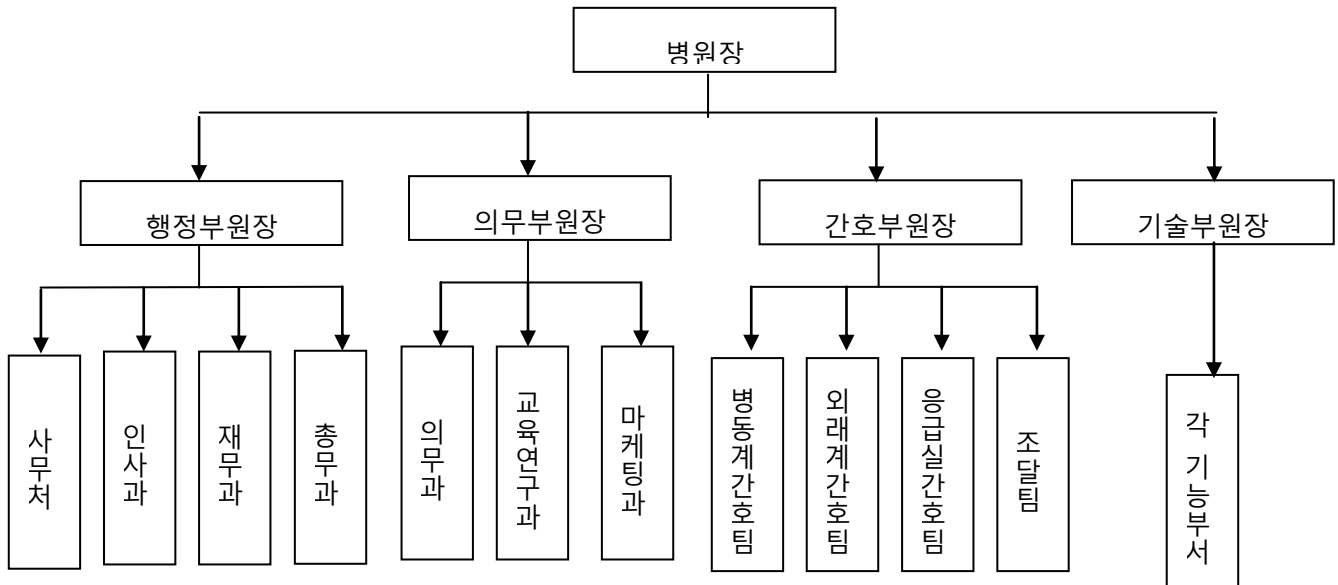 병원장
행정부원장
의무부원장
간호부원장
기술부원장
사무처
인사과
재무과
총무과
의무과
교육연구과
마케팅과
병동계간호팀
외래계간호팀
응급실간호팀
조달팀
각 기능부서